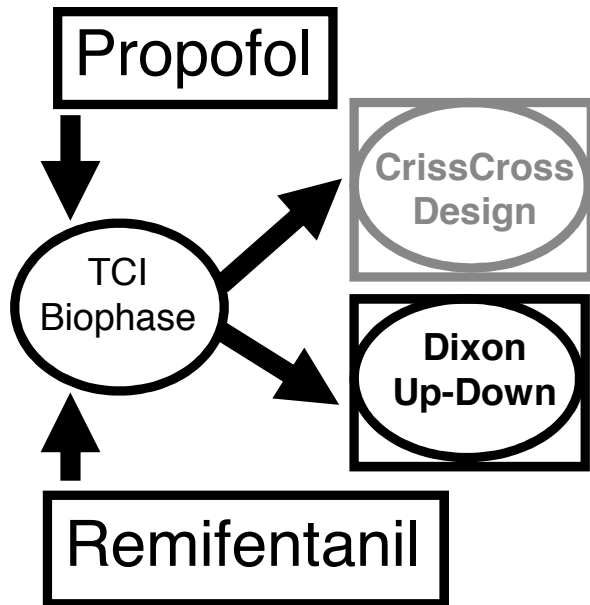 Propofol
CrissCross
Design
TCI
Biophase
Dixon
Up-Down
Remifentanil